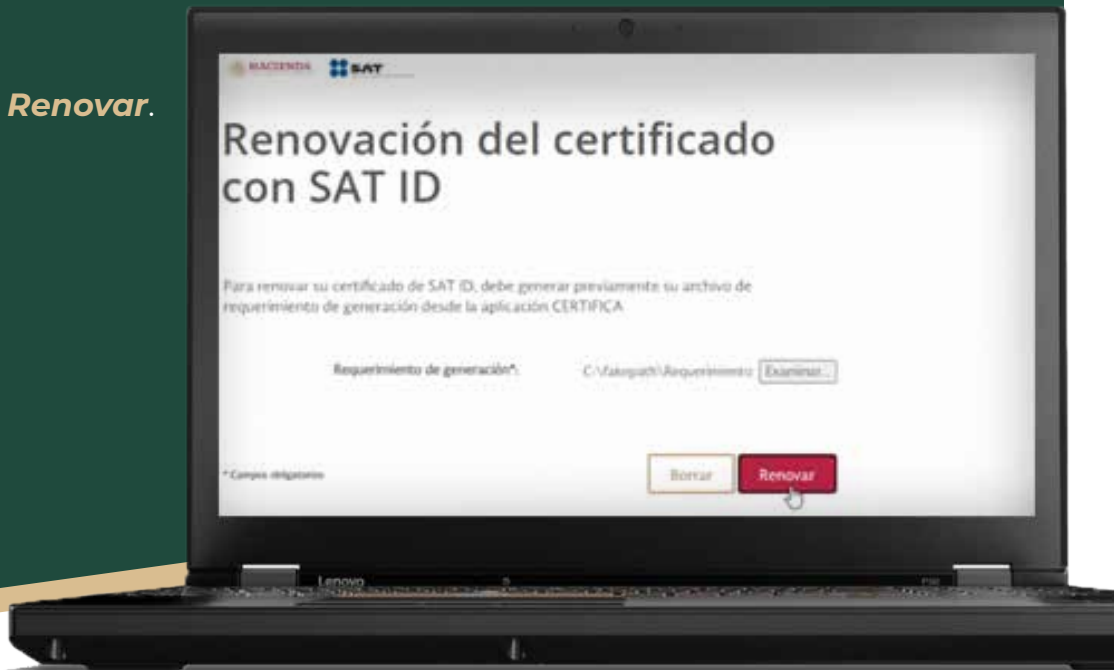 Renovar.
HACIENDA SAT
Renovación del certificado
con SAT ID
Para renovar su certificado de SAT ID, debe generar previamente su archivo de
requerimiento de generación desde la aplicación CERTIFICA
Requerimiento de generación*: C:\fakepath\Requerimiento Examinar...
* Campos obligatorios
Borrar Renovar
Lenovo